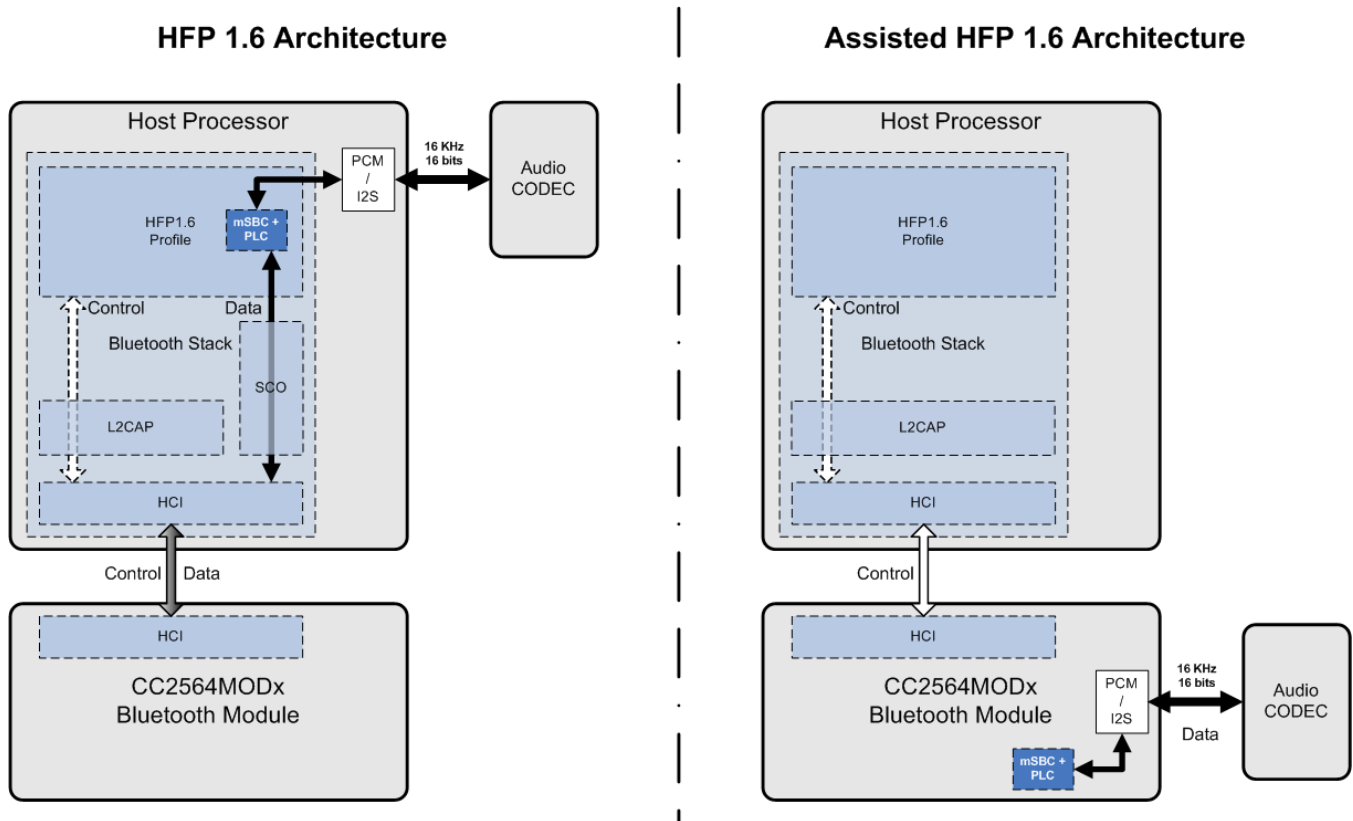 HFP 1.6 Architecture
Host Processor
16 KHz
16 bits
PCM
/
I2S
Audio
CODEC
HFP1.6
Profile
mSBC +
PLC
Control
Data
Bluetooth Stack
SCO
L2CAP
HCI
Control
Data
HCI
CC2564MODx
Bluetooth Module
Assisted HFP 1.6 Architecture
Host Processor
HFP1.6
Profile
Control
Bluetooth Stack
L2CAP
HCI
Control
HCI
CC2564MODx
Bluetooth Module
PCM
/
I2S
16 KHz
16 bits
Data
Audio
CODEC
mSBC +
PLC